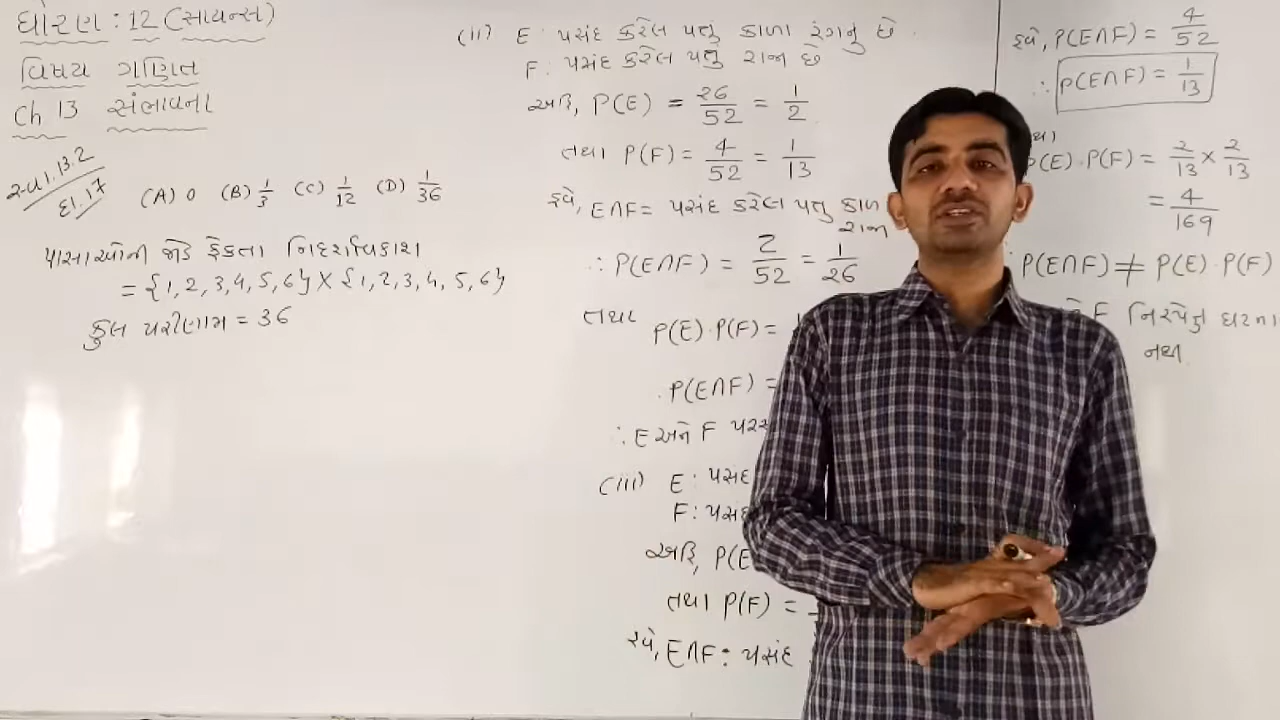 ધોરણ : 12 (સાયન્સ)
વિષય ગણિત
Ch 13 સંભાવના
સ્વા. 13.2
દા. 17
(A) 0 (B) 1/3 (C) 1/12 (D) 1/36
પાસાઓની જોડ ફેંકતા નિદર્શાવકાશ
= {1, 2, 3, 4, 5, 6} X {1, 2, 3, 4, 5, 6}
કુલ પરીણામ = 36
(ii) E : પસંદ કરેલ પત્તું કાળા રંગનું છે.
F : પસંદ કરેલ પત્તું રાજા છે
અહિં, P(E) = 26/52 = 1/2
તથા P(F) = 4/52 = 1/13
હવે, E∩F = પસંદ કરેલ પત્તુ
રાજા
∴ P(E∩F) = 2/52 = 1/26
તથા
P(E)·P(F) =
P(E∩F) =
∴ E અને F
(iii) E : પસંદ
F : પસંદ
અહિં, P(E
તથા P(F) =
હવે, E∩F : પસંદ
હવે, P(E∩F) = 4/52
∴ P(E∩F) = 1/13
P(E)·P(F) = 2/13 × 2/13
= 4/169
P(E∩F) ≠ P(E)·P(F)
F નિરપેક્ષ ઘટના
નથી.